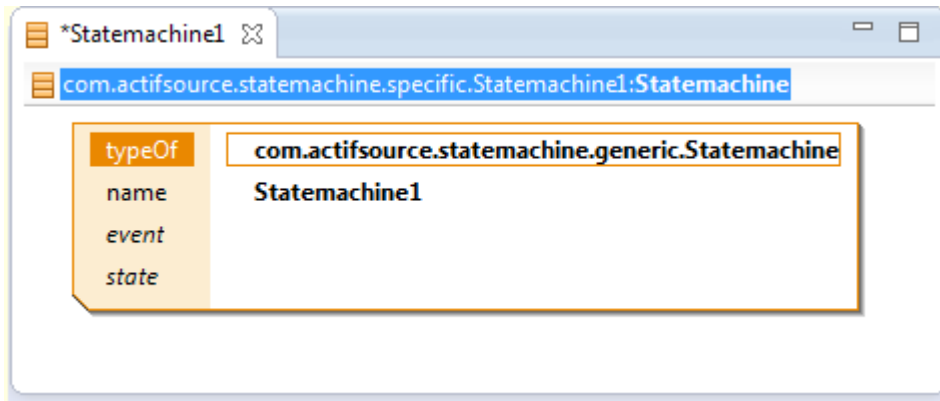 *Statemachine1
com.actifsource.statemachine.specific.Statemachine1:Statemachine
typeOf com.actifsource.statemachine.generic.Statemachine
name Statemachine1
event
state